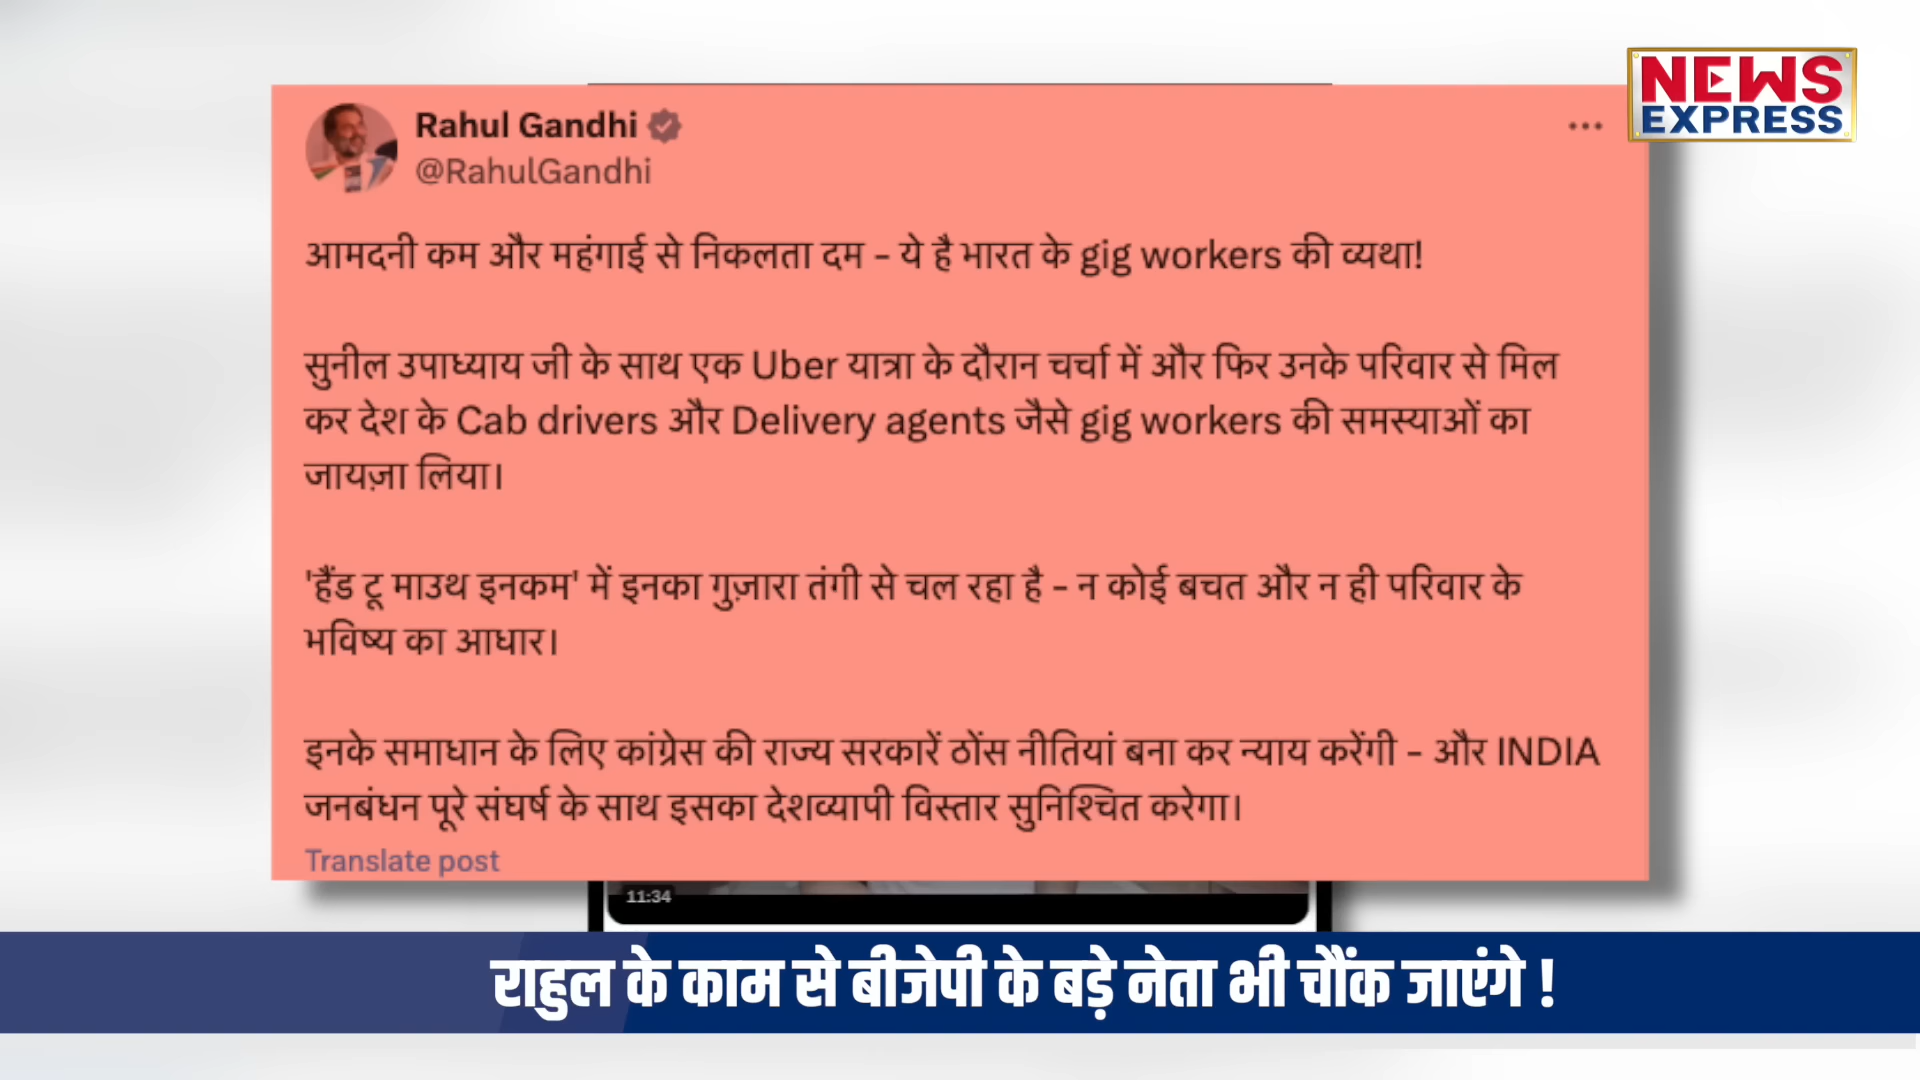 NEWS
EXPRESS
Rahul Gandhi
@RahulGandhi
आमदनी कम और महंगाई से निकलता दम - ये है भारत के gig workers की व्यथा!
सुनील उपाध्याय जी के साथ एक Uber यात्रा के दौरान चर्चा में और फिर उनके परिवार से मिल
कर देश के Cab drivers और Delivery agents जैसे gig workers की समस्याओं का
जायज़ा लिया।
'हैंड टू माउथ इनकम' में इनका गुज़ारा तंगी से चल रहा है - न कोई बचत और न ही परिवार के
भविष्य का आधार।
इनके समाधान के लिए कांग्रेस की राज्य सरकारें ठोंस नीतियां बना कर न्याय करेंगी - और INDIA
जनबंधन पूरे संघर्ष के साथ इसका देशव्यापी विस्तार सुनिश्चित करेगा।
Translate post
11:34
राहुल के काम से बीजेपी के बड़े नेता भी चौंक जाएंगे !